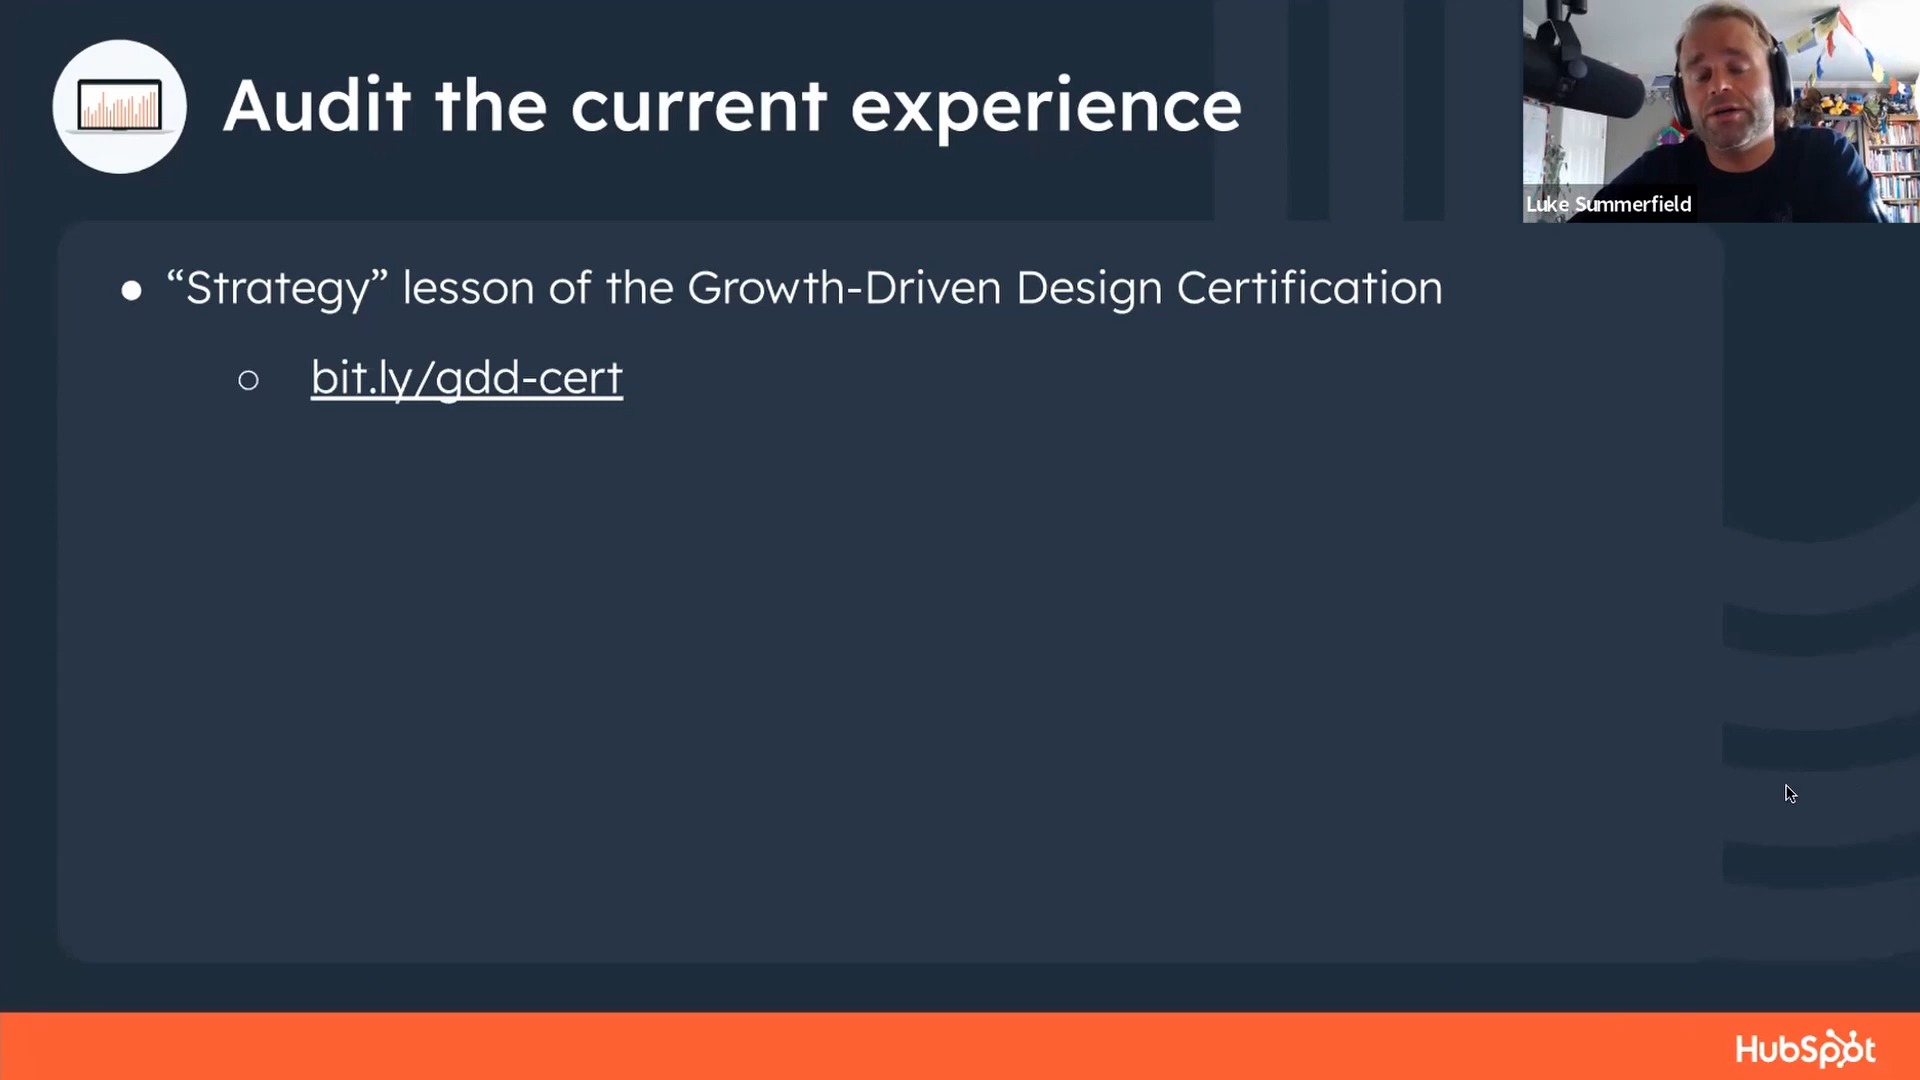 Audit the current experience
Luke Summerfield
● “Strategy” lesson of the Growth-Driven Design Certification
○ bit.ly/gdd-cert
HubSpot